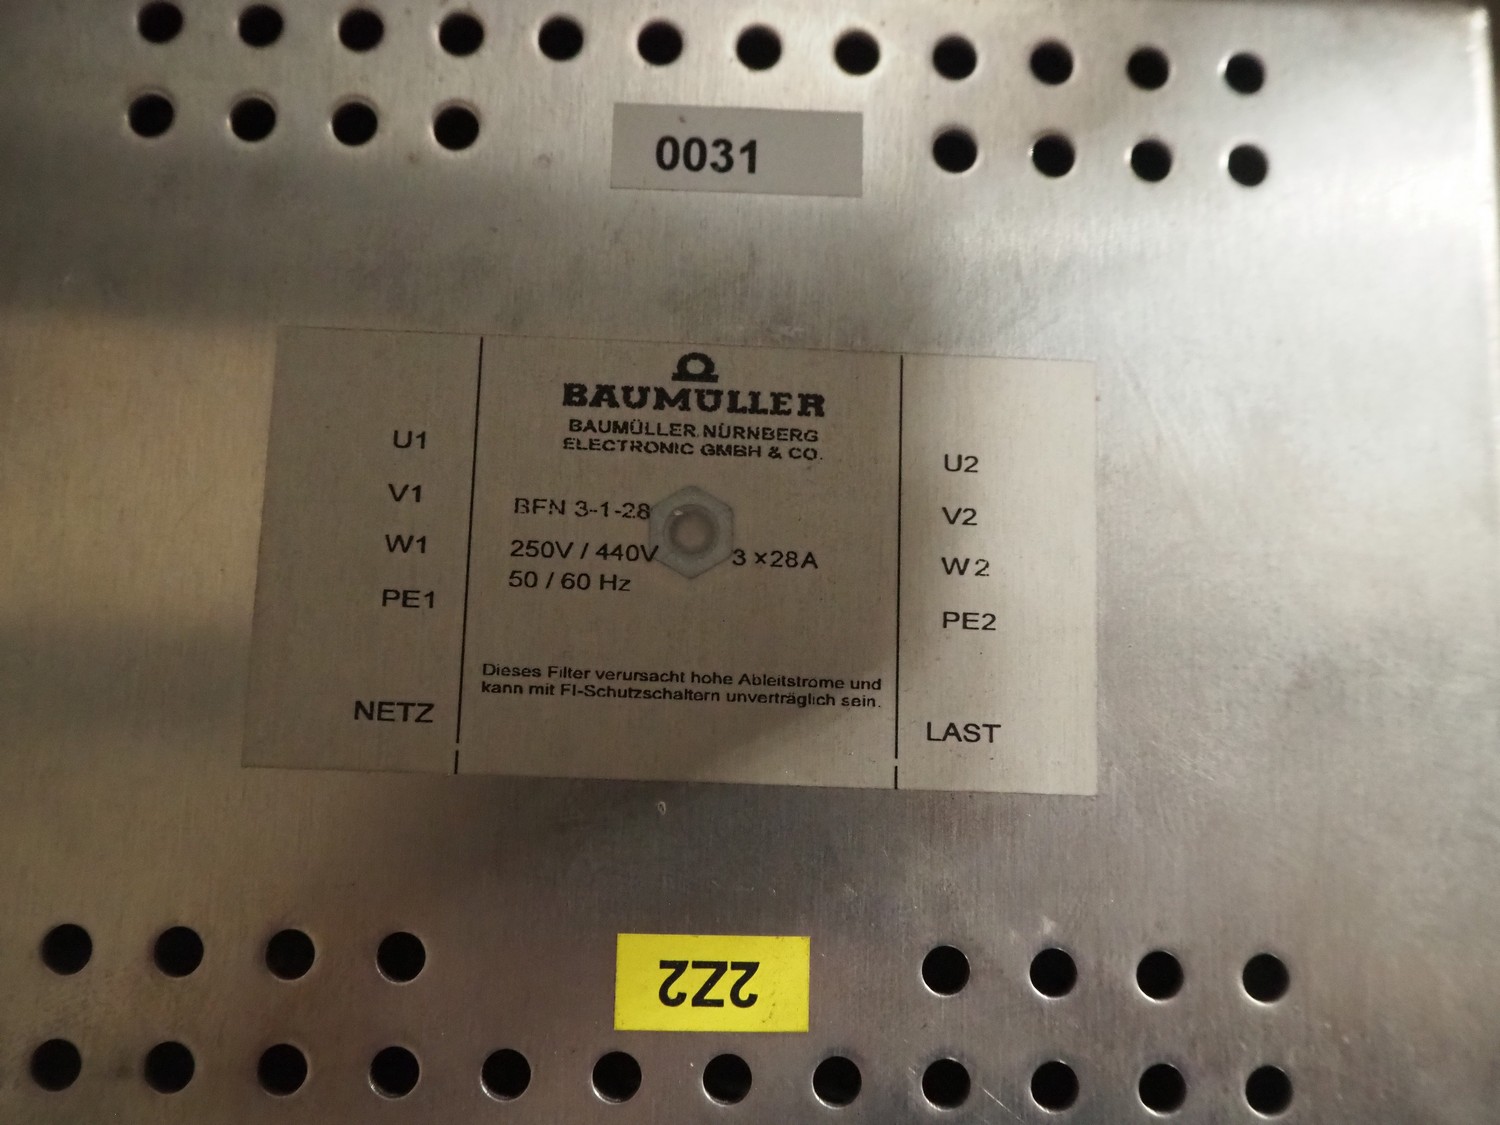 0031
BAUMÜLLER
BAUMÜLLER NÜRNBERG
ELECTRONIC GMBH & CO.
U1
V1
W1
PE1
NETZ
BFN 3-1-28
250V / 440V 3 x28A
50 / 60 Hz
Dieses Filter verursacht hohe Ableitströme und
kann mit FI-Schutzschaltern unverträglich sein.
U2
V2
W2
PE2
LAST
2Z2